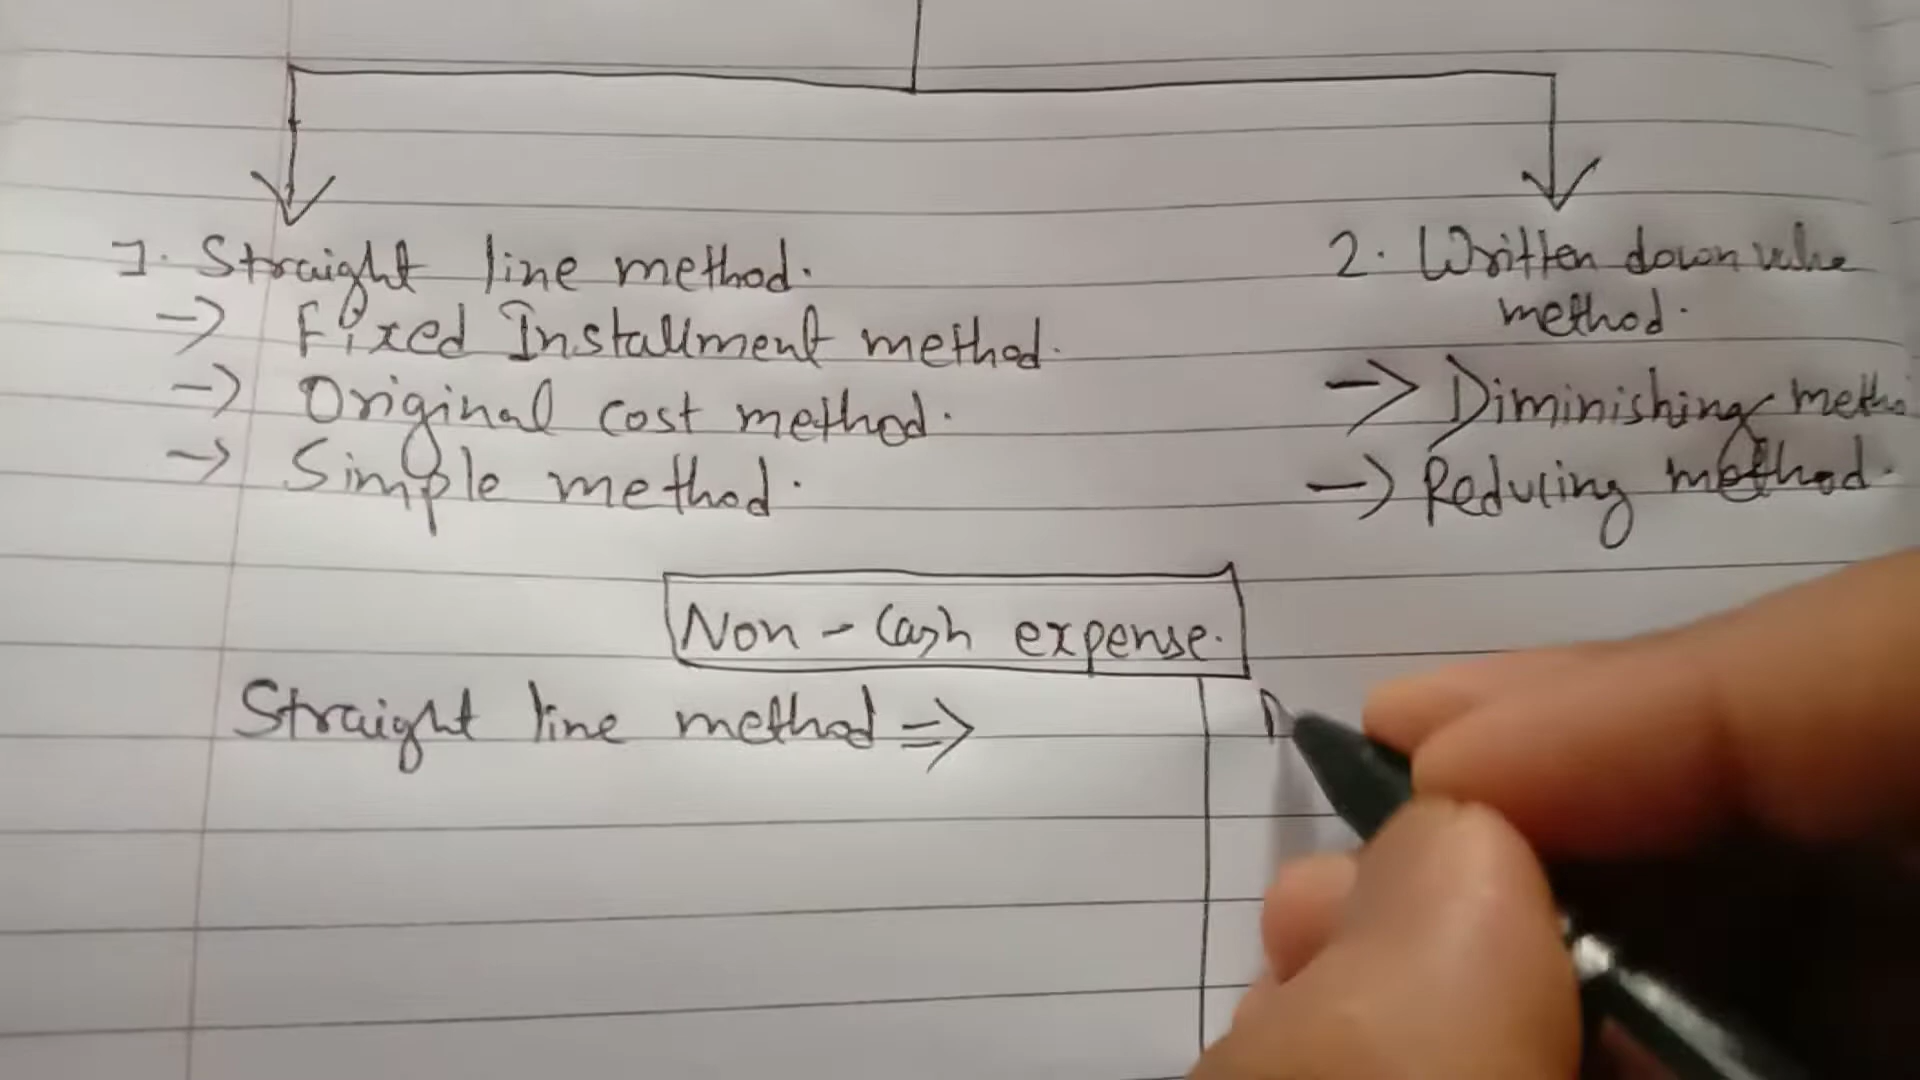 1. Straight line method.
→ Fixed Installment method.
→ Original cost method.
→ Simple method.
2. Written down value
method.
→ Diminishing metho
→ Reducing method.
Non - Cash expense.
Straight line method ⇒